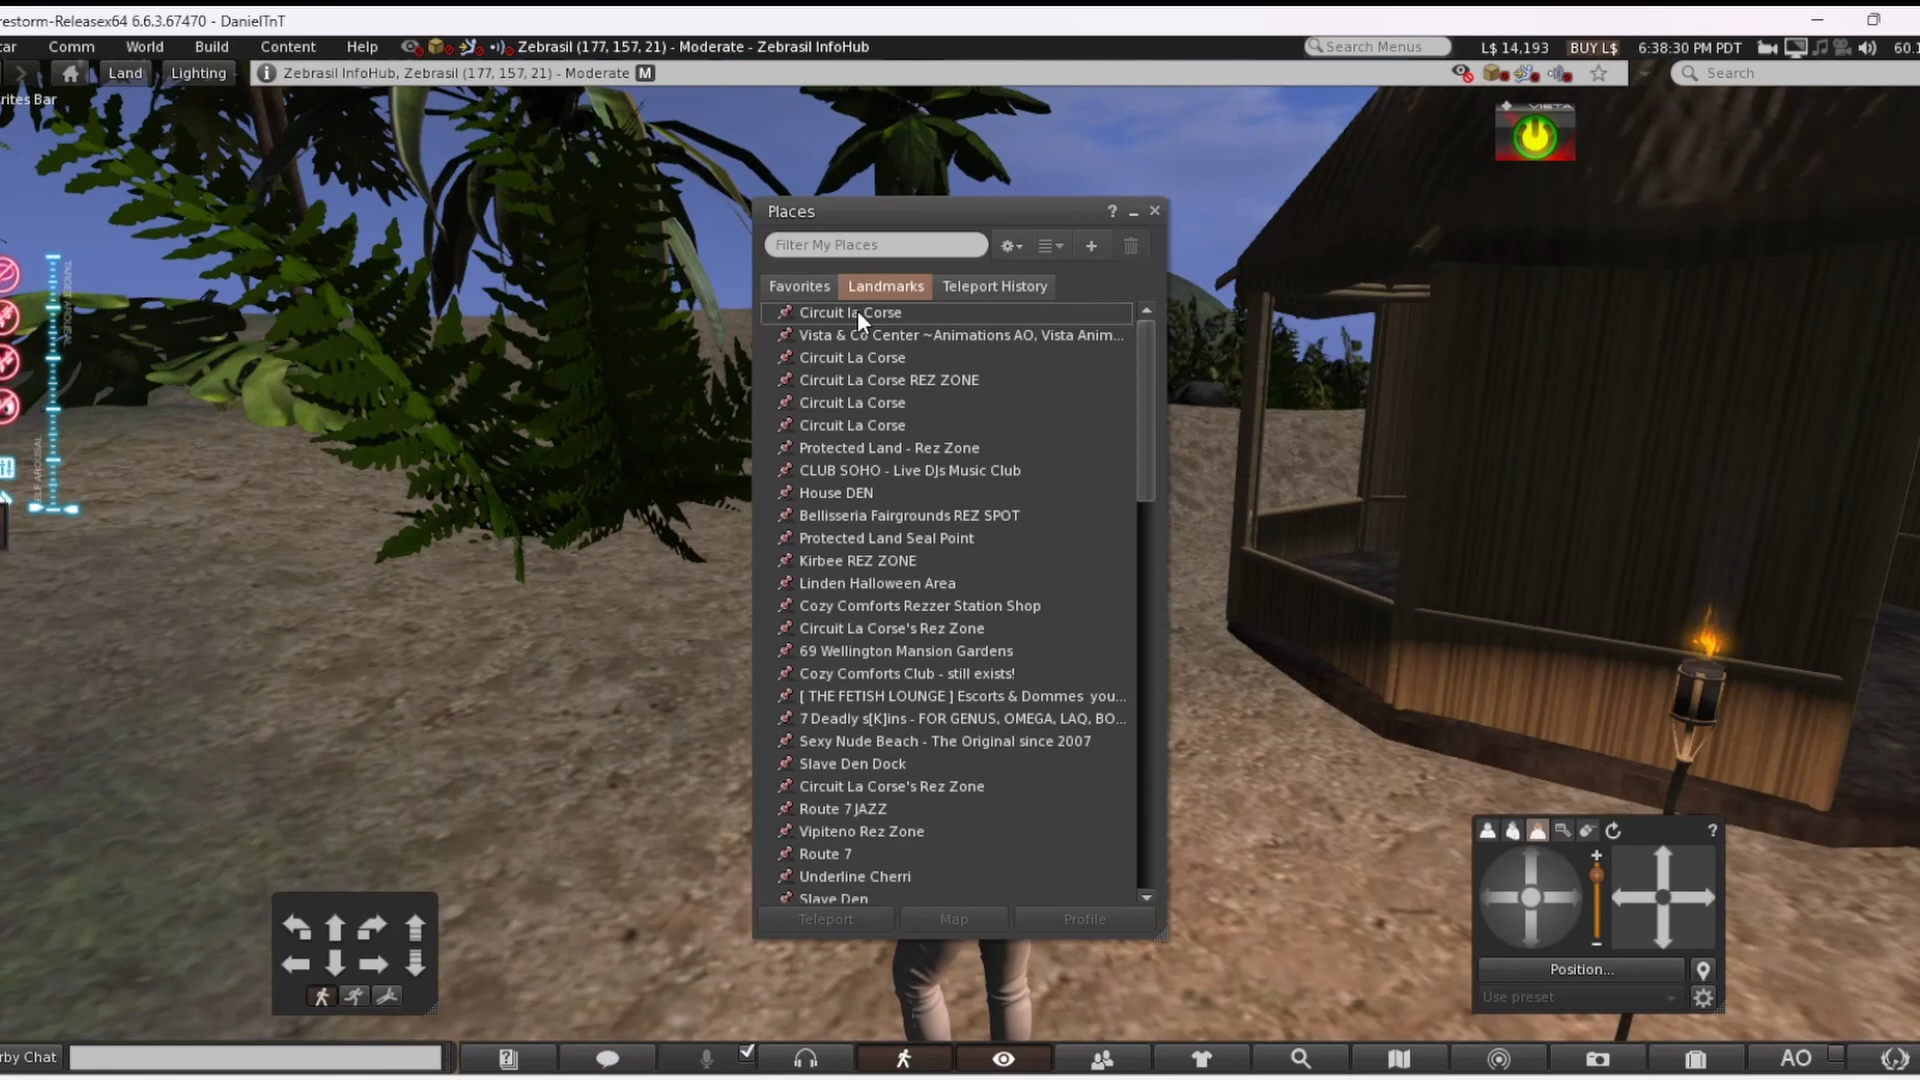 restorm-Releasex64 6.6.3.67470 - DanielTnT
tar Comm World Build Content Help Zebrasil (177, 157, 21) - Moderate - Zebrasil InfoHub Search Menus L$ 14,193 BUY L$ 6:38:30 PM PDT 60.1
Land Lighting Zebrasil InfoHub, Zebrasil (177, 157, 21) - Moderate M Search
rites Bar
VISTA
Places
Filter My Places
Favorites Landmarks Teleport History
Circuit la Corse
Vista & Co Center ~Animations AO, Vista Anim...
Circuit La Corse
Circuit La Corse REZ ZONE
Circuit La Corse
Circuit La Corse
Protected Land - Rez Zone
CLUB SOHO - Live DJs Music Club
House DEN
Bellisseria Fairgrounds REZ SPOT
Protected Land Seal Point
Kirbee REZ ZONE
Linden Halloween Area
Cozy Comforts Rezzer Station Shop
Circuit La Corse's Rez Zone
69 Wellington Mansion Gardens
Cozy Comforts Club - still exists!
[ THE FETISH LOUNGE ] Escorts & Dommes you...
7 Deadly s[K]ins - FOR GENUS, OMEGA, LAQ, BO...
Sexy Nude Beach - The Original since 2007
Slave Den Dock
Circuit La Corse's Rez Zone
Route 7 JAZZ
Vipiteno Rez Zone
Route 7
Underline Cherri
Slave Den
Teleport Map Profile
Position...
Use preset
rby Chat
AO